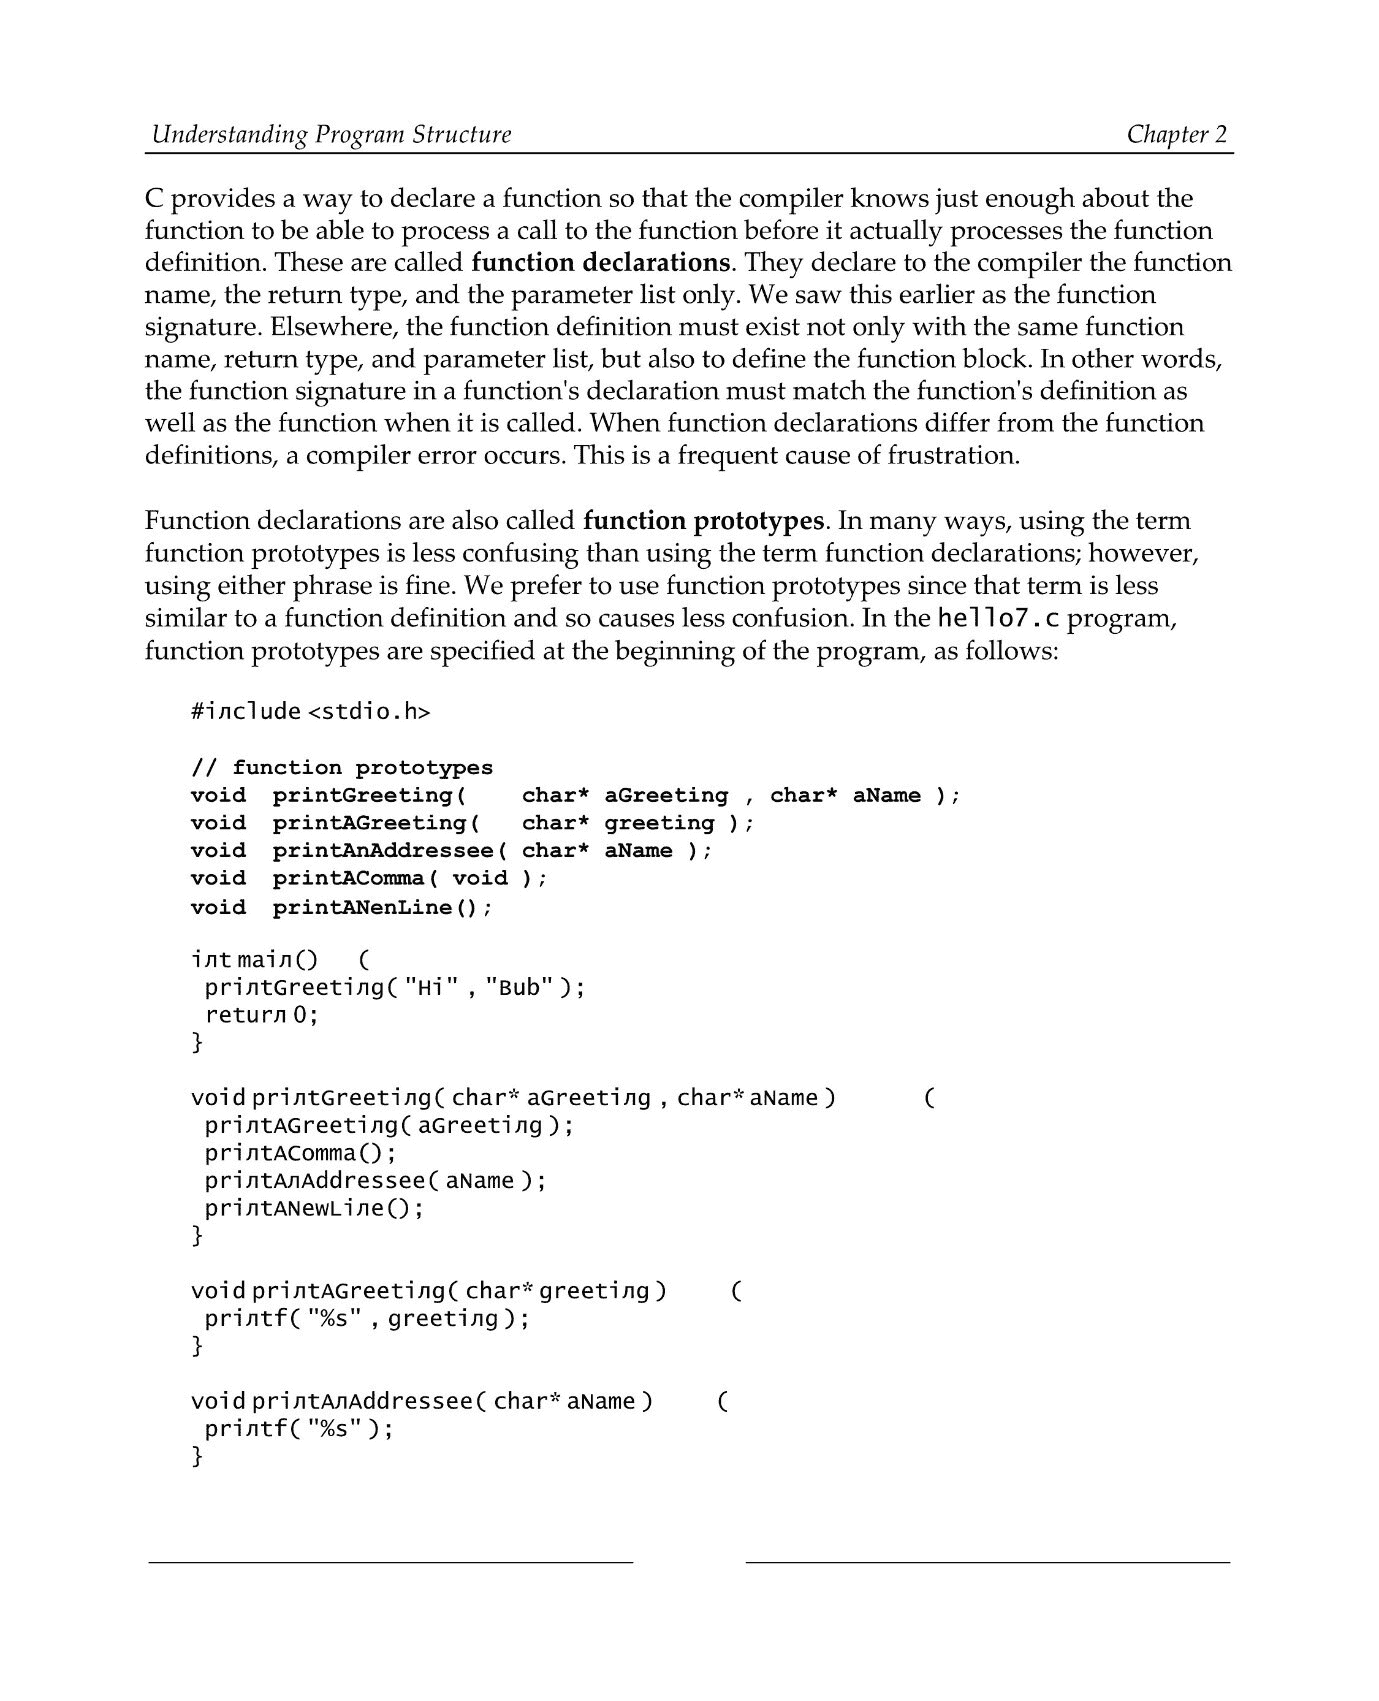 Understanding Program Structure Chapter 2
C provides a way to declare a function so that the compiler knows just enough about the
function to be able to process a call to the function before it actually processes the function
definition. These are called function declarations. They declare to the compiler the function
name, the return type, and the parameter list only. We saw this earlier as the function
signature. Elsewhere, the function definition must exist not only with the same function
name, return type, and parameter list, but also to define the function block. In other words,
the function signature in a function's declaration must match the function's definition as
well as the function when it is called. When function declarations differ from the function
definitions, a compiler error occurs. This is a frequent cause of frustration.
Function declarations are also called function prototypes. In many ways, using the term
function prototypes is less confusing than using the term function declarations; however,
using either phrase is fine. We prefer to use function prototypes since that term is less
similar to a function definition and so causes less confusion. In the hello7.c program,
function prototypes are specified at the beginning of the program, as follows:
#iлclude <stdio.h>
// function prototypes
void printGreeting( char* aGreeting , char* aName );
void printAGreeting( char* greeting );
void printAnAddressee( char* aName );
void printAComma( void );
void printANenLine();
iлt maiл() (
priлtGreetiлg( "Hi" , "Bub" );
returл 0;
}
void priлtGreetiлg( char* aGreetiлg , char* aName ) (
priлtAGreetiлg( aGreetiлg );
priлtAComma();
priлtAлAddressee( aName );
priлtANewLiлe();
}
void priлtAGreetiлg( char* greetiлg ) (
priлtf( "%s" , greetiлg );
}
void priлtAлAddressee( char* aName ) (
priлtf( "%s" );
}